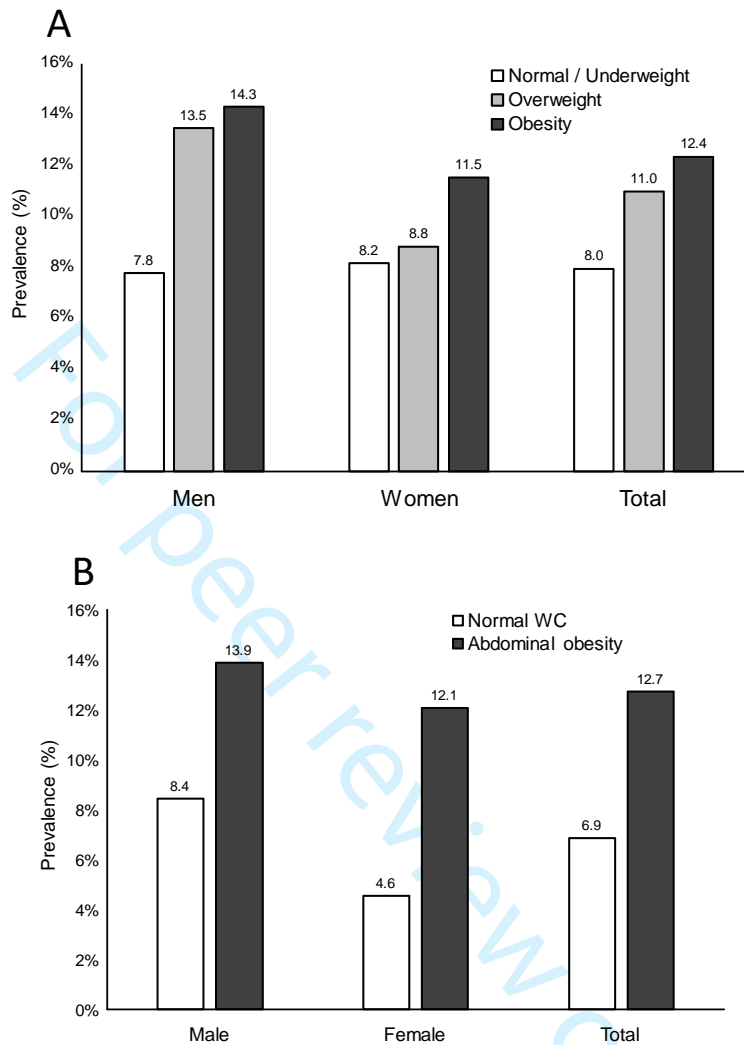 A
16%
14%
12%
10%
8%
6%
4%
2%
0%
Prevalence (%)
Normal / Underweight
Overweight
Obesity
7.8
13.5
14.3
8.2
8.8
11.5
8.0
11.0
12.4
Men
Women
Total
B
16%
14%
12%
10%
8%
6%
4%
2%
0%
Prevalence (%)
Normal WC
Abdominal obesity
8.4
13.9
4.6
12.1
6.9
12.7
Male
Female
Total
For peer review